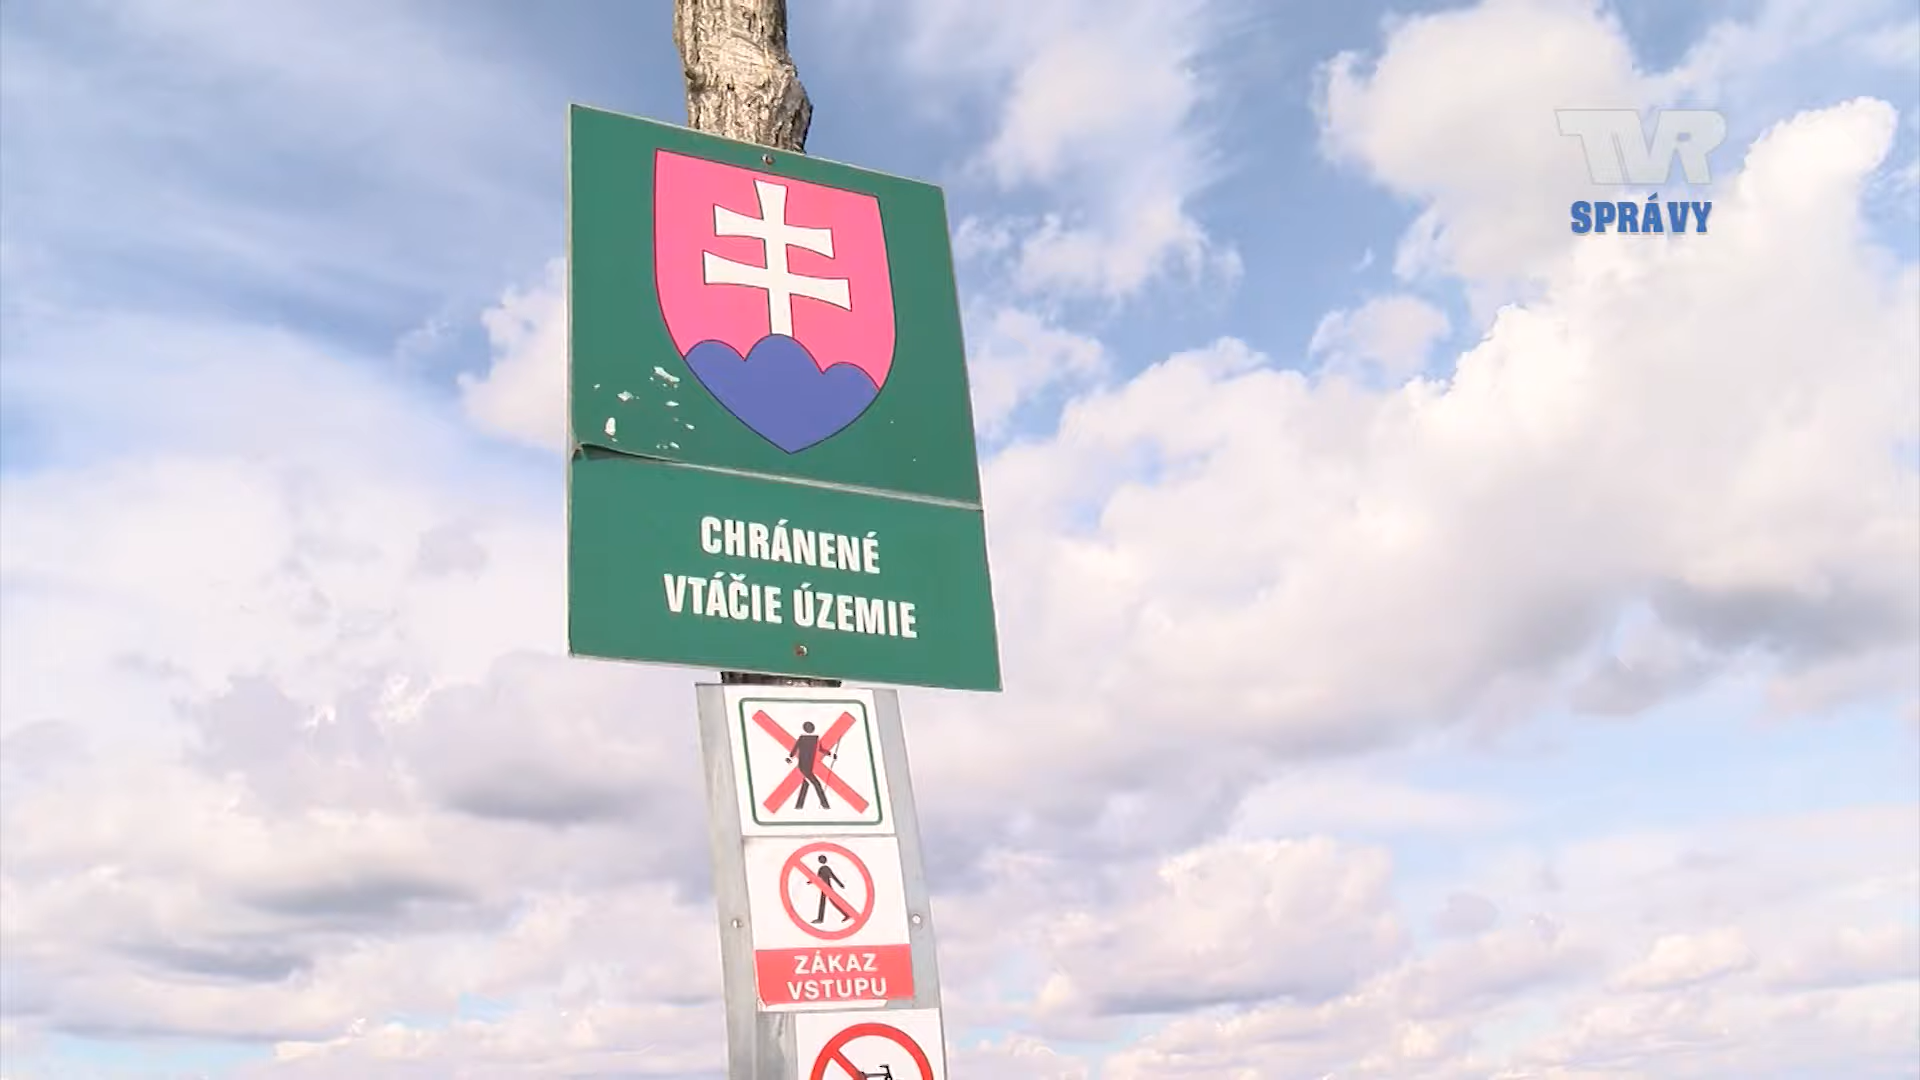 TVR
SPRÁVY
CHRÁNENÉ
VTÁČIE ÚZEMIE
ZÁKAZ
VSTUPU